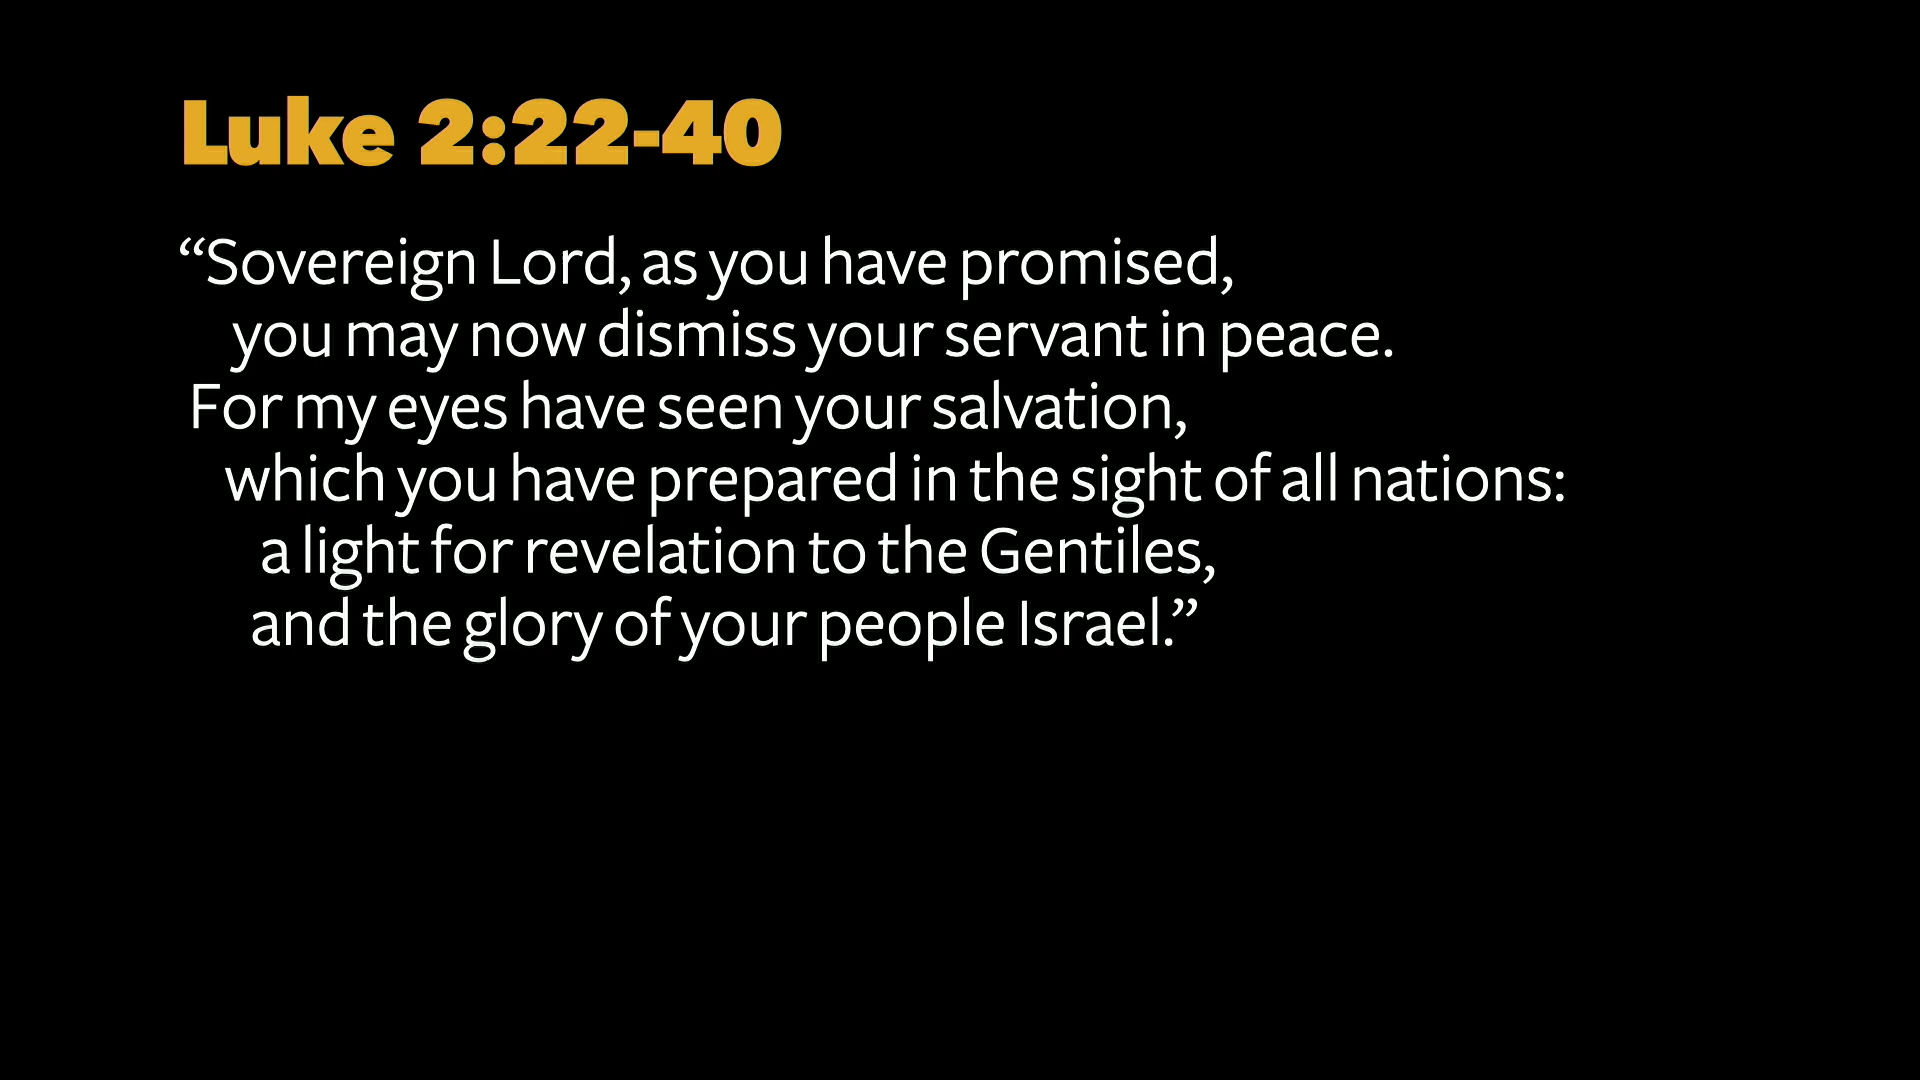 Luke 2:22-40
“Sovereign Lord, as you have promised,
you may now dismiss your servant in peace.
For my eyes have seen your salvation,
which you have prepared in the sight of all nations:
a light for revelation to the Gentiles,
and the glory of your people Israel.”